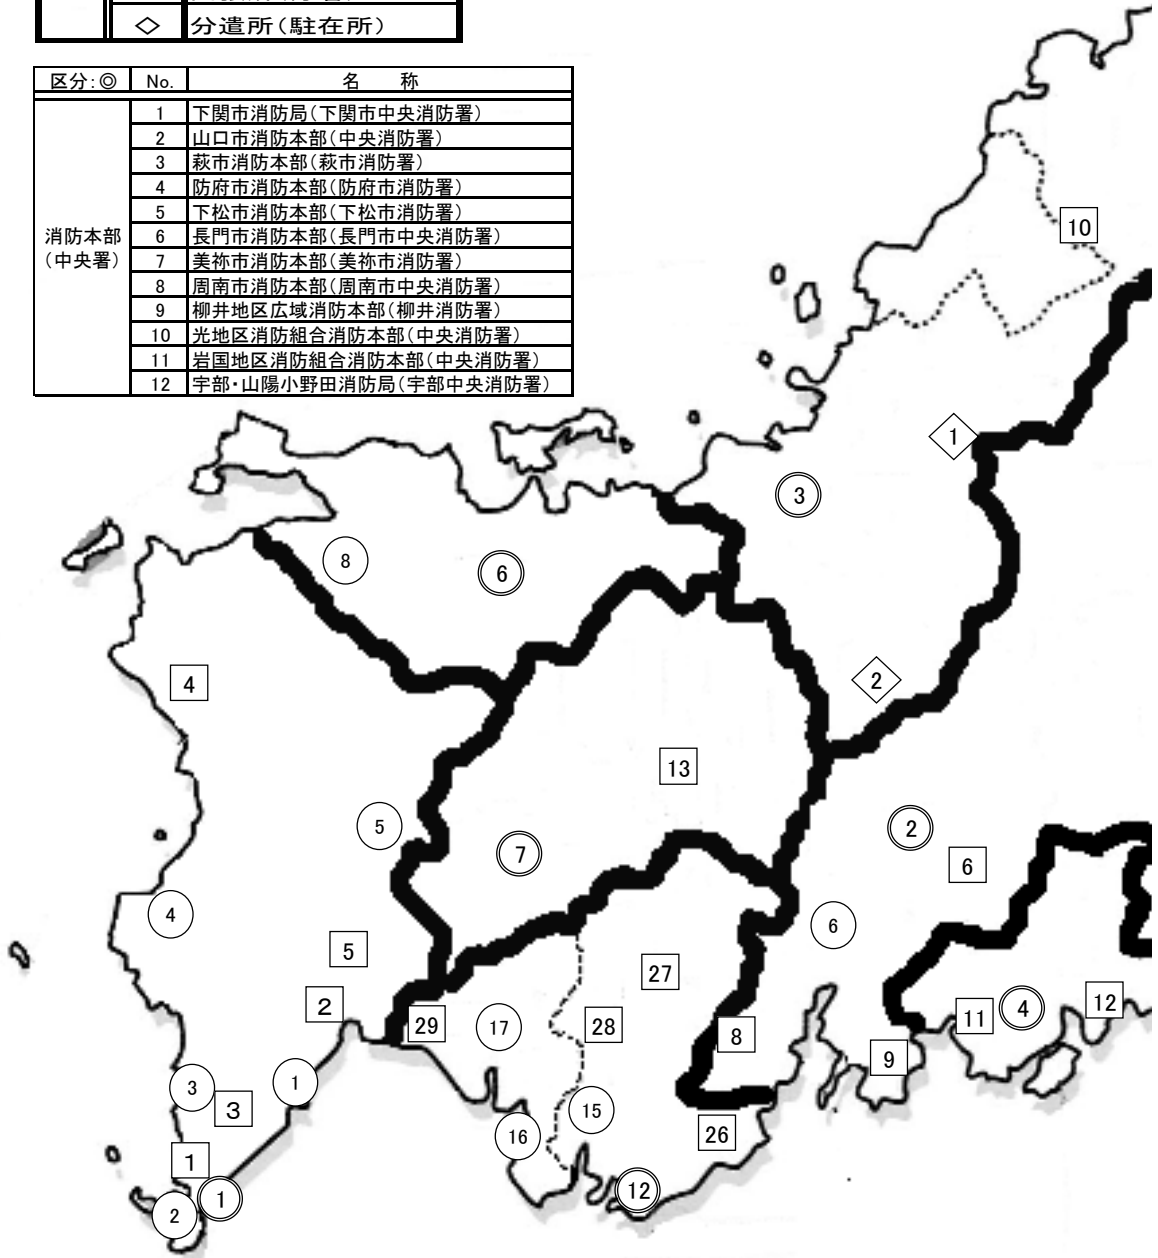 ◇ 分遣所（駐在所）
区分：◎ No. 名　称
消防本部
（中央署）
1 下関市消防局（下関市中央消防署）
2 山口市消防本部（中央消防署）
3 萩市消防本部（萩市消防署）
4 防府市消防本部（防府市消防署）
5 下松市消防本部（下松市消防署）
6 長門市消防本部（長門市中央消防署）
7 美祢市消防本部（美祢市消防署）
8 周南市消防本部（周南市中央消防署）
9 柳井地区広域消防本部（柳井消防署）
10 光地区消防組合消防本部（中央消防署）
11 岩国地区消防組合消防本部（中央消防署）
12 宇部・山陽小野田消防局（宇部中央消防署）
10
1
3
8
6
4
2
13
5
7
2
6
4
6
5
27
2
29
17
28
8
11
4
12
9
3
1
3
15
16
26
1
2
1
12